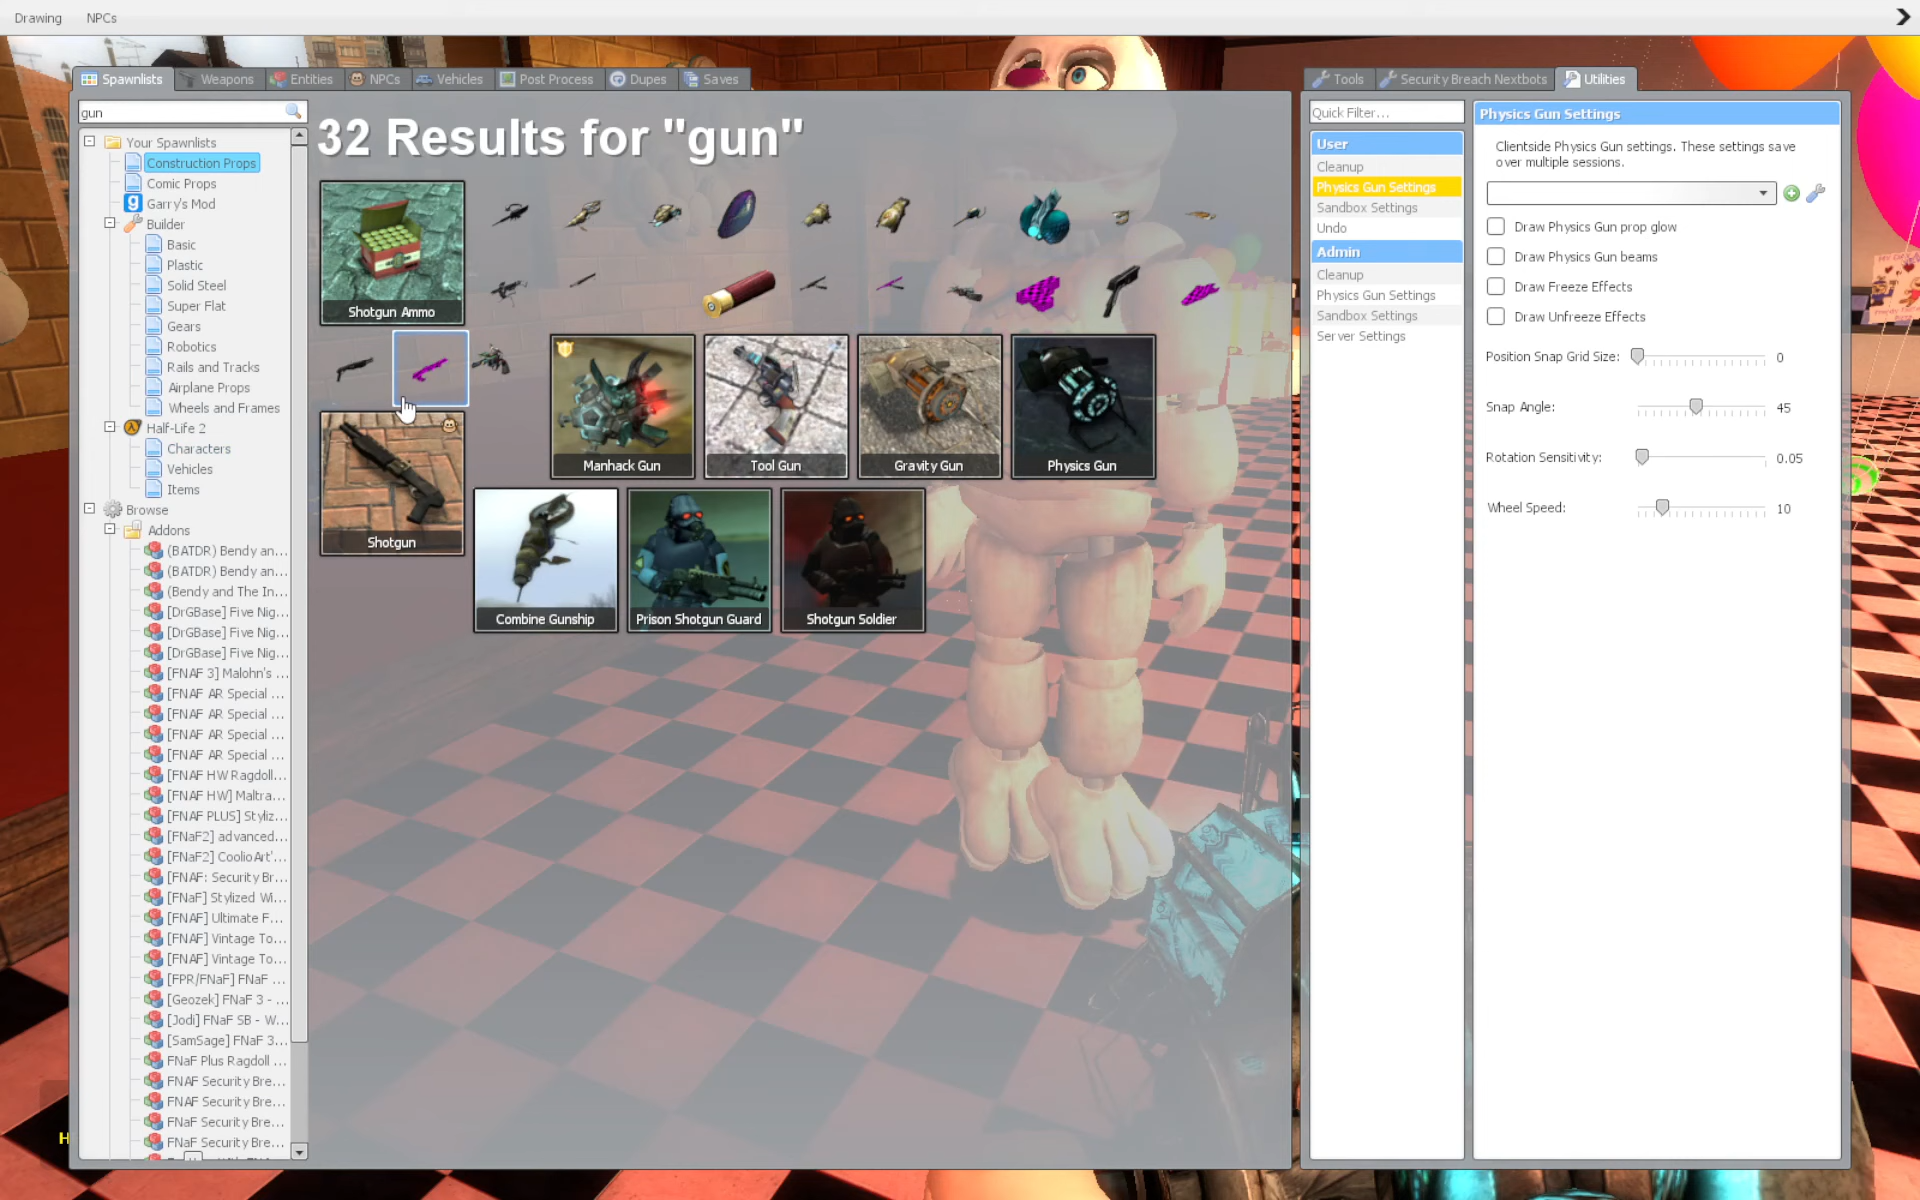 Drawing NPCs
Spawnlists Weapons Entities NPCs Vehicles Post Process Dupes Saves
gun
Your Spawnlists
Construction Props
Comic Props
Garry's Mod
Builder
Basic
Plastic
Solid Steel
Super Flat
Gears
Robotics
Rails and Tracks
Airplane Props
Wheels and Frames
Half-Life 2
Characters
Vehicles
Items
Browse
Addons
(BATDR) Bendy an...
(BATDR) Bendy an...
(Bendy and The In...
[DrGBase] Five Nig...
[DrGBase] Five Nig...
[DrGBase] Five Nig...
[FNAF 3] Malohn's ...
[FNAF AR Special ...
[FNAF AR Special ...
[FNAF AR Special ...
[FNAF AR Special ...
[FNAF HW Ragdoll...
[FNAF HW] Maltra...
[FNAF PLUS] Styliz...
[FNaF2] advanced...
[FNaF2] CoolioArt'...
[FNAF: Security Br...
[FNaF] Stylized Wi...
[FNAF] Ultimate F...
[FNAF] Vintage To...
[FNAF] Vintage To...
[FPR/FNaF] FNaF ...
[Geozek] FNaF 3 - ...
[Jodi] FNaF SB - W...
[SamSage] FNaF 3...
FNaF Plus Ragdoll ...
FNAF Security Bre...
FNAF Security Bre...
FNaF Security Bre...
FNAF Security Bre...
32 Results for "gun"
Shotgun Ammo
Manhack Gun
Tool Gun
Gravity Gun
Physics Gun
Shotgun
Combine Gunship
Prison Shotgun Guard
Shotgun Soldier
Tools Security Breach Nextbots Utilities
Quick Filter...
User
Cleanup
Physics Gun Settings
Sandbox Settings
Undo
Admin
Cleanup
Physics Gun Settings
Sandbox Settings
Server Settings
Physics Gun Settings
Clientside Physics Gun settings. These settings save
over multiple sessions.
Draw Physics Gun prop glow
Draw Physics Gun beams
Draw Freeze Effects
Draw Unfreeze Effects
Position Snap Grid Size: 0
Snap Angle: 45
Rotation Sensitivity: 0.05
Wheel Speed: 10
H